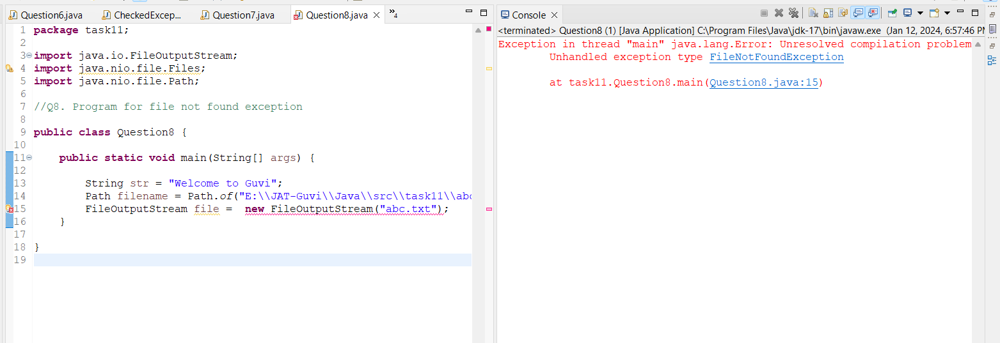 Question6.java CheckedExcep... Question7.java Question8.java »4
1 package task11;
2
3 import java.io.FileOutputStream;
4 import java.nio.file.Files;
5 import java.nio.file.Path;
6
7 //Q8. Program for file not found exception
8
9 public class Question8 {
10
11 public static void main(String[] args) {
12
13 String str = "Welcome to Guvi";
14 Path filename = Path.of("E:\\JAT-Guvi\\Java\\src\\task11\\abc
15 FileOutputStream file =  new FileOutputStream("abc.txt");
16 }
17
18 }
19
Console
<terminated> Question8 (1) [Java Application] C:\Program Files\Java\jdk-17\bin\javaw.exe (Jan 12, 2024, 6:57:46 PM
Exception in thread "main" java.lang.Error: Unresolved compilation problem
Unhandled exception type FileNotFoundException
at task11.Question8.main(Question8.java:15)